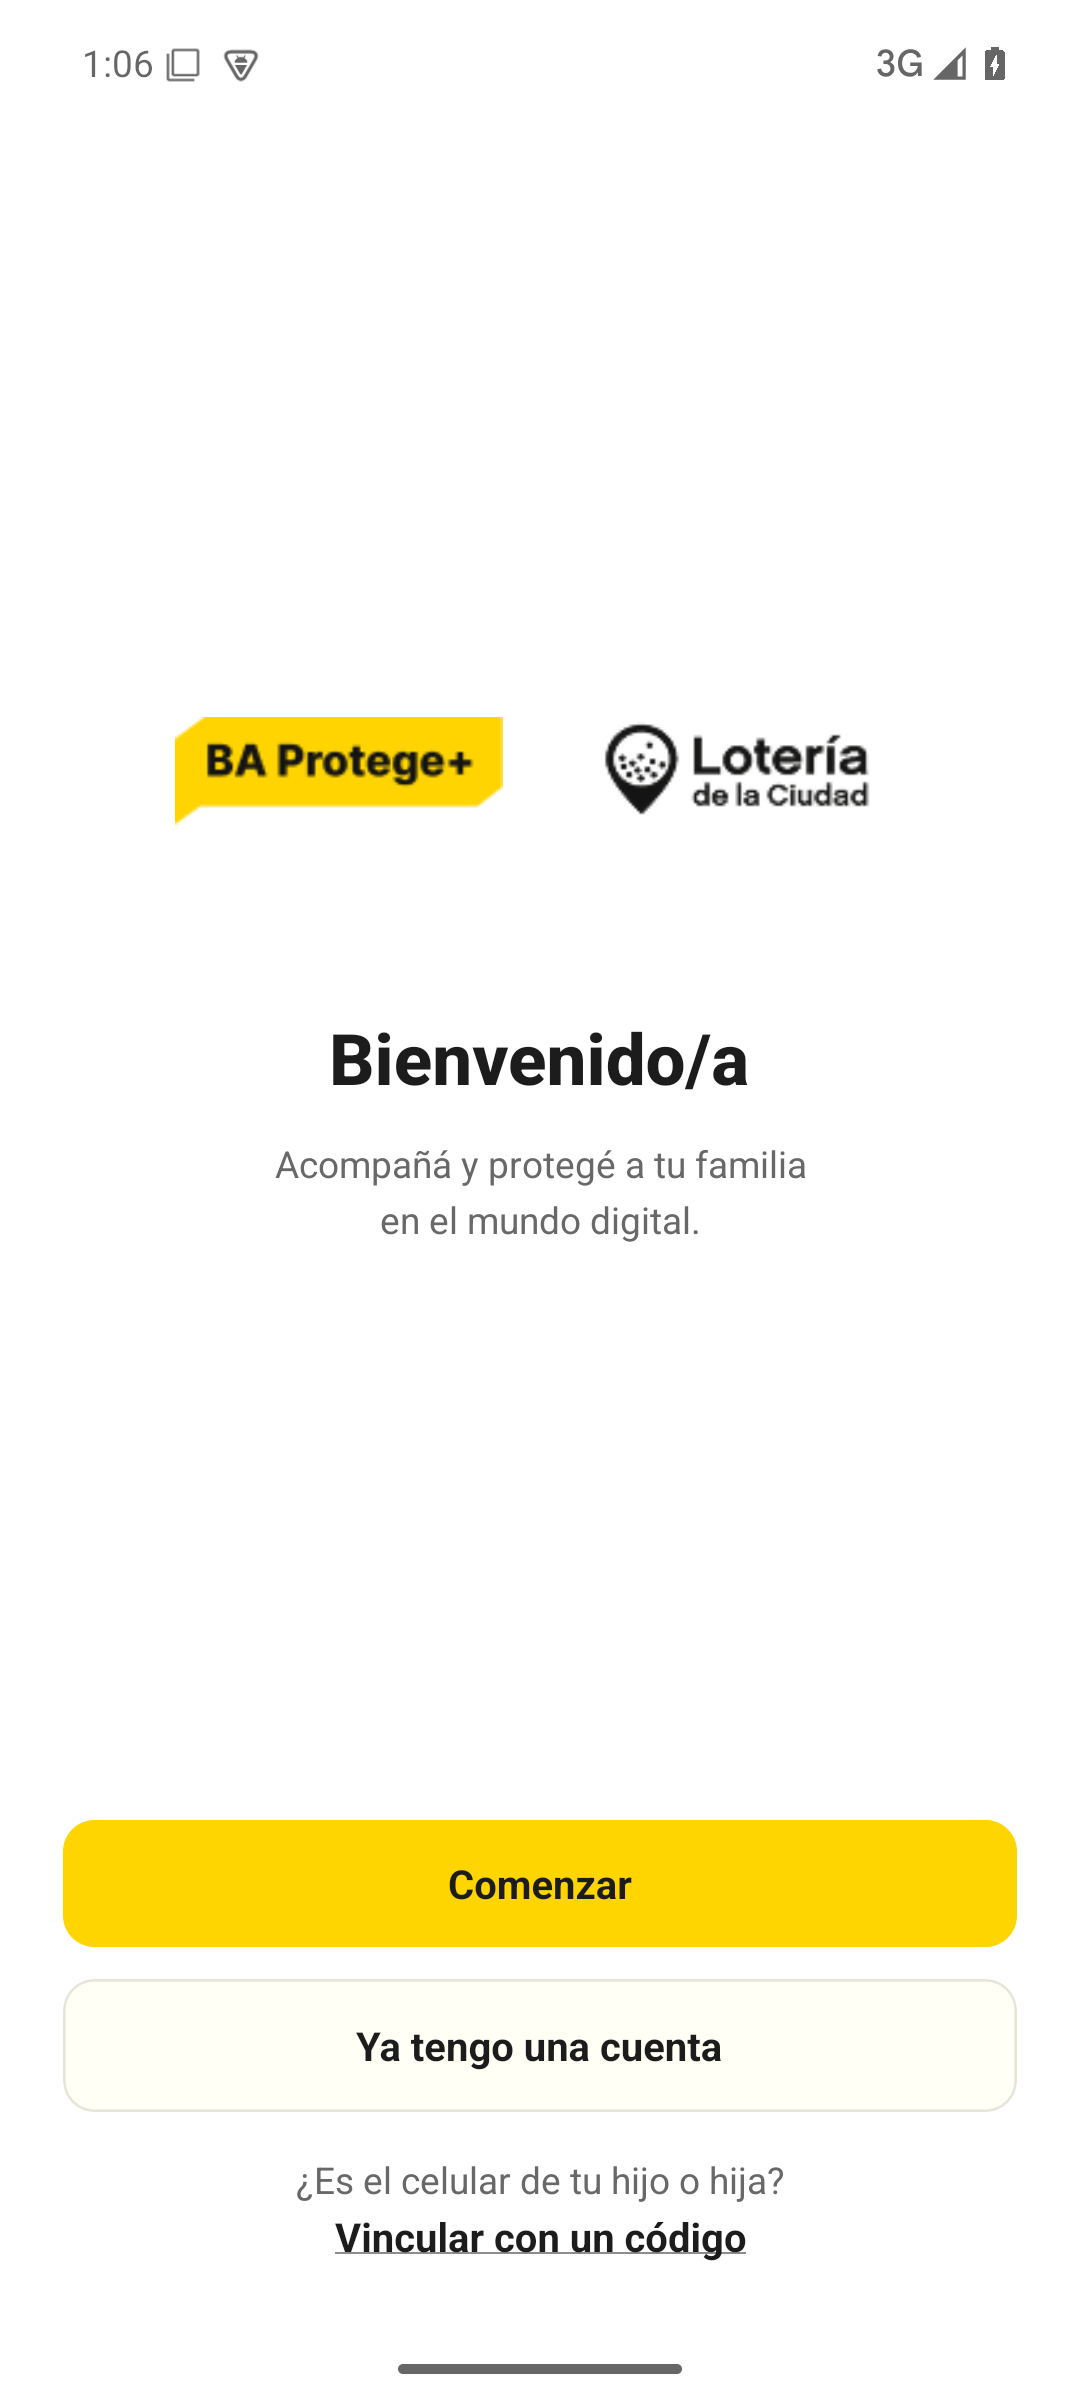 1:06
3G
BA Protege+
Lotería
de la Ciudad
Bienvenido/a
Acompañá y protegé a tu familia
en el mundo digital.
Comenzar
Ya tengo una cuenta
¿Es el celular de tu hijo o hija?
Vincular con un código